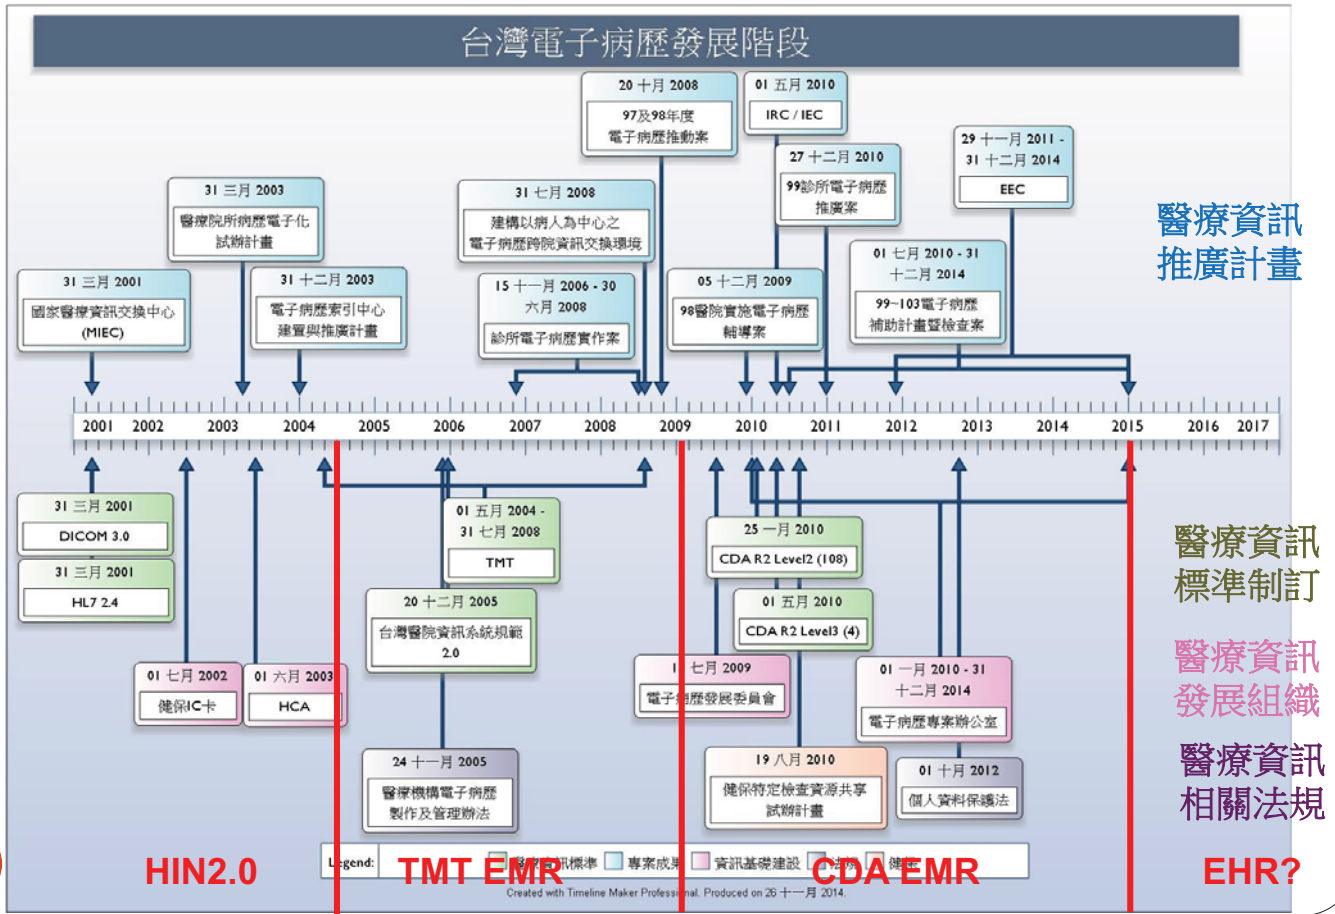 台灣電子病歷發展階段
20 十月 2008
97及98年度
電子病歷推動案
01 五月 2010
IRC / IEC
27 十二月 2010
99診所電子病歷
推廣案
29 十一月 2011 -
31 十二月 2014
EEC
31 三月 2003
醫療院所病歷電子化
試辦計畫
31 七月 2008
建構以病人為中心之
電子病歷跨院資訊交換環境
01 七月 2010 - 31
十二月 2014
99~103電子病歷
補助計畫暨檢查案
31 三月 2001
國家醫療資訊交換中心
(MIEC)
31 十二月 2003
電子病歷索引中心
建置與推廣計畫
15 十一月 2006 - 30
六月 2008
診所電子病歷實作案
05 十二月 2009
98醫院實施電子病歷
輔導案
醫療資訊
推廣計畫
2001 2002 2003 2004 2005 2006 2007 2008 2009 2010 2011 2012 2013 2014 2015 2016 2017
31 三月 2001
DICOM 3.0
31 三月 2001
HL7 2.4
01 五月 2004 -
31 七月 2008
TMT
25 一月 2010
CDA R2 Level2 (108)
01 五月 2010
CDA R2 Level3 (4)
20 十二月 2005
台灣醫院資訊系統規範
2.0
醫療資訊
標準制訂
01 七月 2002
健保IC卡
01 六月 2003
HCA
七月 2009
電子病歷發展委員會
01 一月 2010 - 31
十二月 2014
電子病歷專案辦公室
醫療資訊
發展組織
24 十一月 2005
醫療機構電子病歷
製作及管理辦法
19 八月 2010
健保特定檢查資源共享
試辦計畫
01 十月 2012
個人資料保護法
醫療資訊
相關法規
Legend: 醫療資訊標準 專案成果 資訊基礎建設 法規
HIN2.0 TMT EMR CDA EMR EHR?
Created with Timeline Maker Professional. Produced on 26 十一月 2014.